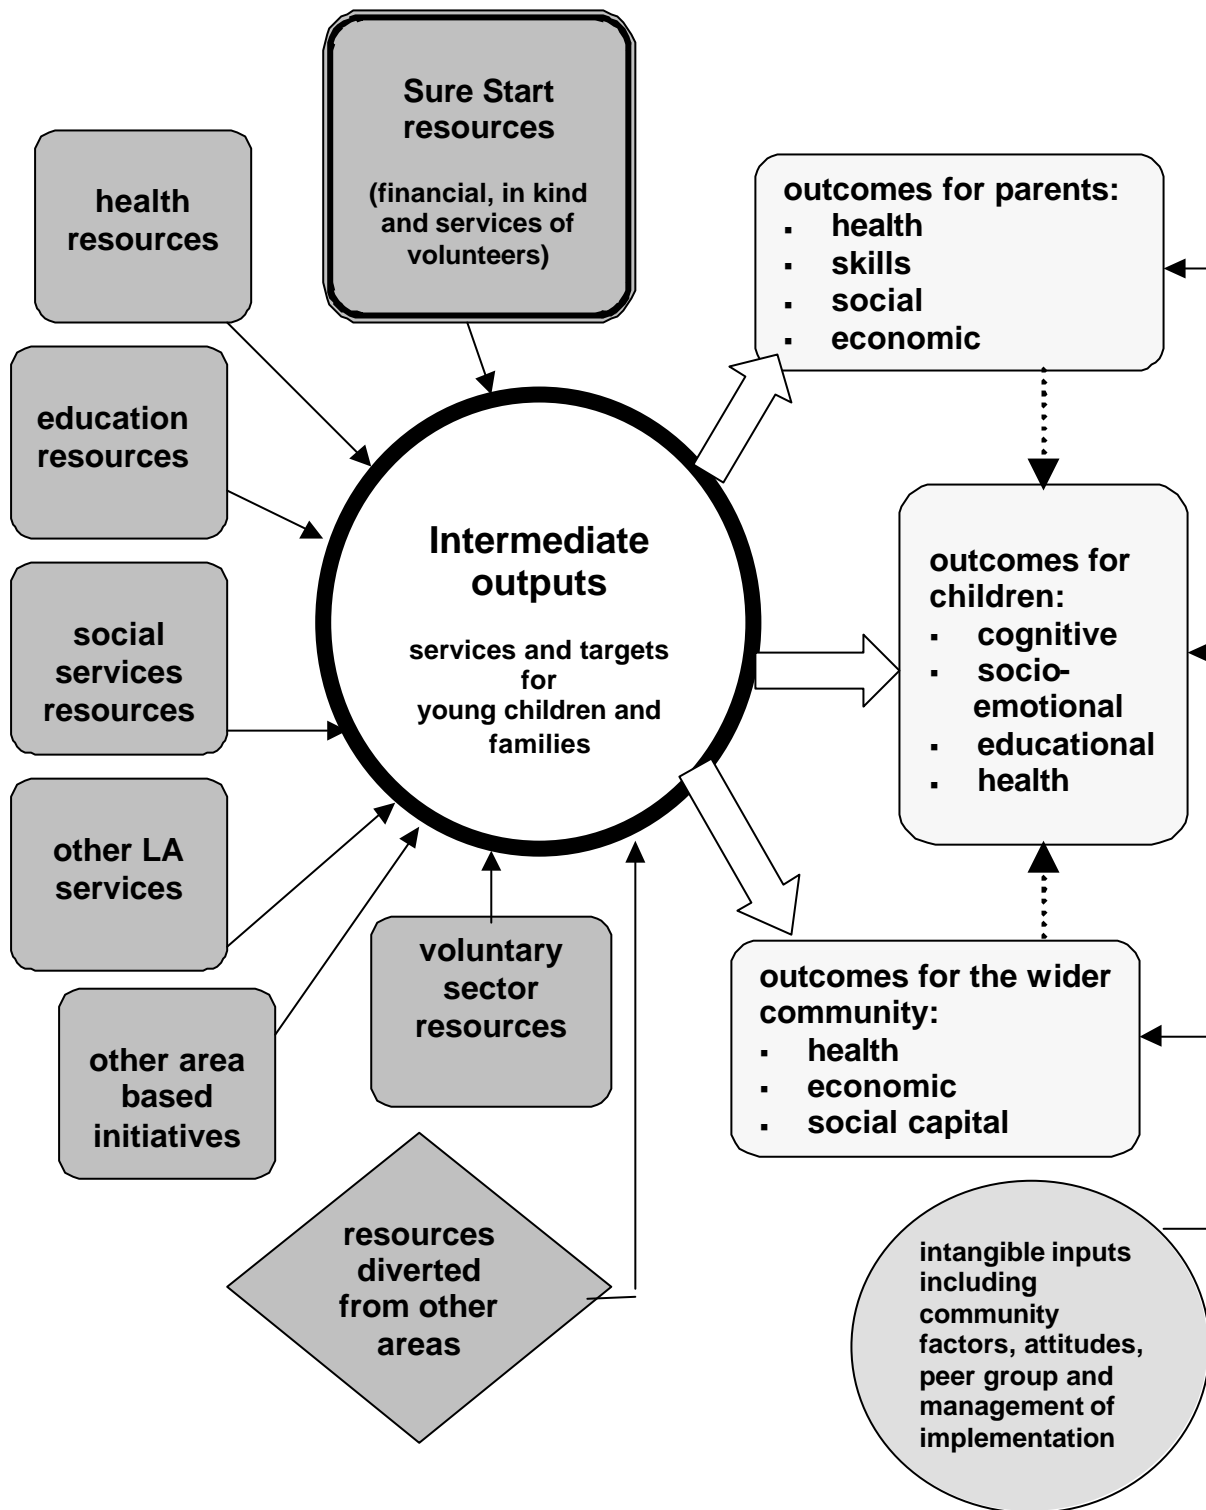 Sure Start
resources
(financial, in kind
and services of
volunteers)
health
resources
education
resources
social
services
resources
other LA
services
other area
based
initiatives
voluntary
sector
resources
resources
diverted
from other
areas
Intermediate
outputs
services and targets
for
young children and
families
outcomes for parents:
▪ health
▪ skills
▪ social
▪ economic
outcomes for
children:
▪ cognitive
▪ socio-
emotional
▪ educational
▪ health
outcomes for the wider
community:
▪ health
▪ economic
▪ social capital
intangible inputs
including
community
factors, attitudes,
peer group and
management of
implementation